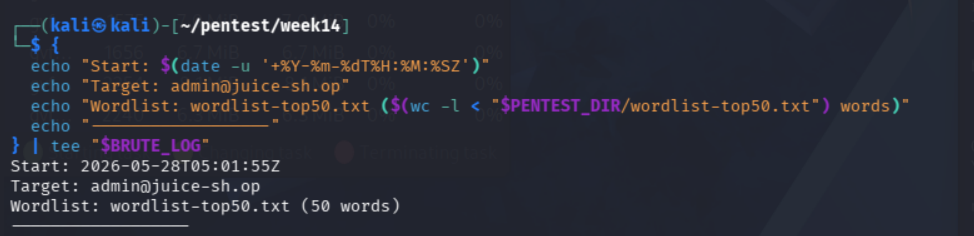 ┌──(kali㉿kali)-[~/pentest/week14]
└─$ {
  echo "Start: $(date -u '+%Y-%m-%dT%H:%M:%SZ')"
  echo "Target: admin@juice-sh.op"
  echo "Wordlist: wordlist-top50.txt ($(wc -l < "$PENTEST_DIR/wordlist-top50.txt") words)"
  echo "──────────────────"
} | tee "$BRUTE_LOG"
Start: 2026-05-28T05:01:55Z
Target: admin@juice-sh.op
Wordlist: wordlist-top50.txt (50 words)
──────────────────